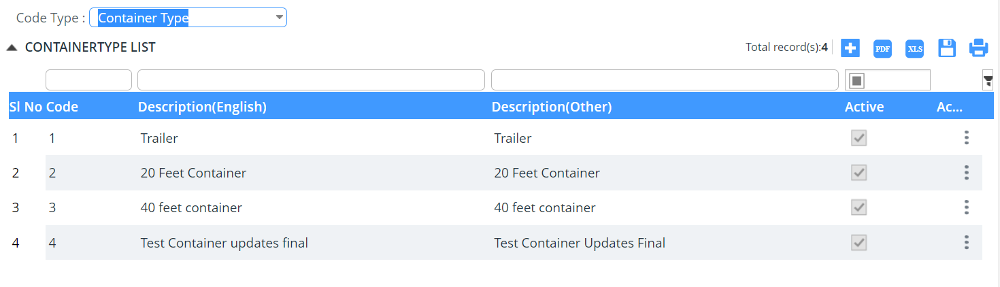 Code Type : Container Type
CONTAINERTYPE LIST Total record(s):4 PDF XLS
Sl No Code Description(English) Description(Other) Active Ac...
1 1 Trailer Trailer
2 2 20 Feet Container 20 Feet Container
3 3 40 feet container 40 feet container
4 4 Test Container updates final Test Container Updates Final